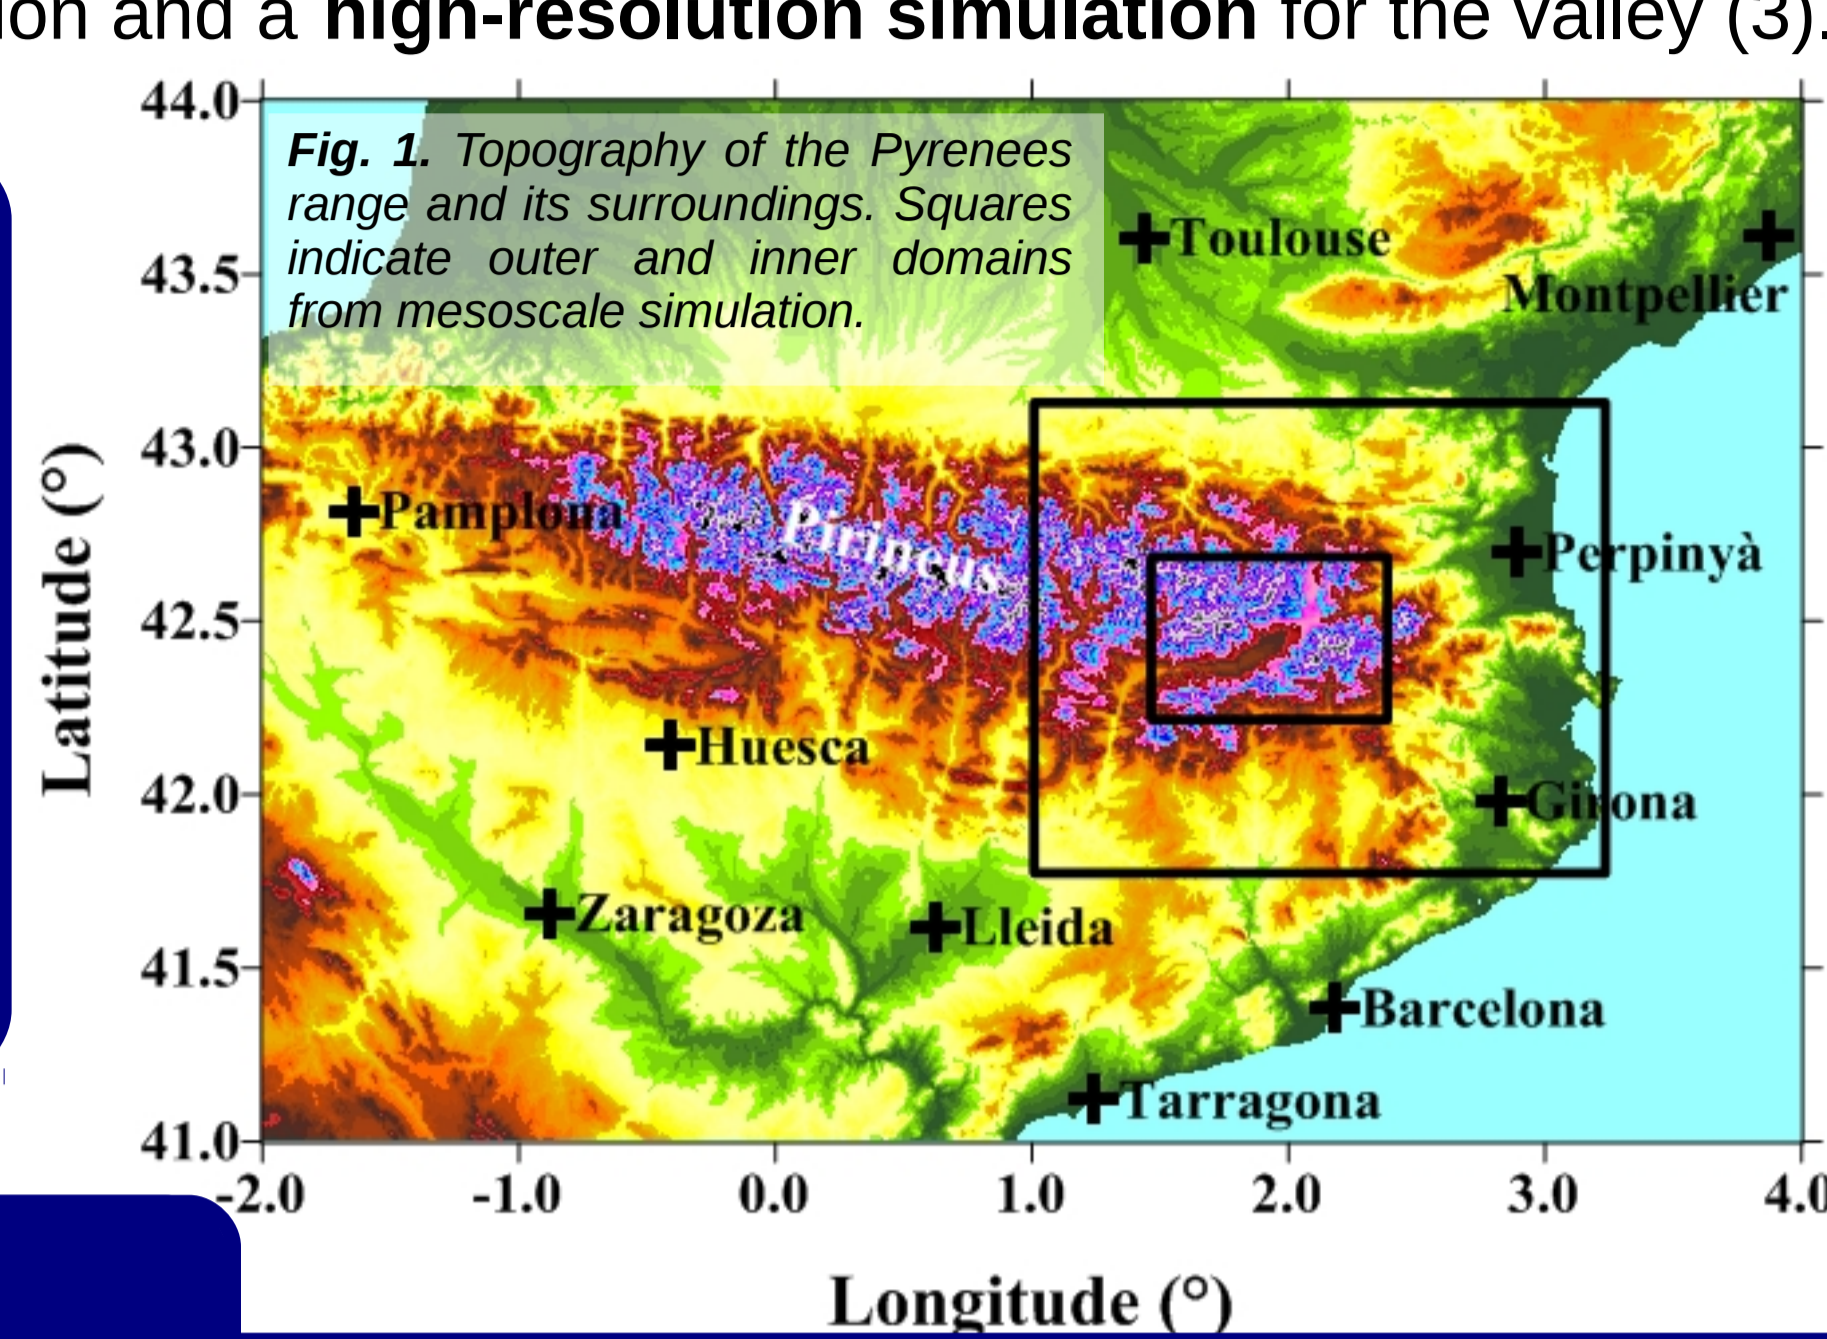 ion and a high-resolution simulation for the valley (3).
44.0
Fig. 1. Topography of the Pyrenees
range and its surroundings. Squares
indicate outer and inner domains
from mesoscale simulation.
Toulouse
43.5
Montpellier
43.0
Pamplona
Pirineus
Perpinyà
42.5
Latitude (°)
Huesca
42.0
Girona
Zaragoza
Lleida
41.5
Barcelona
Tarragona
41.0
-2.0 -1.0 0.0 1.0 2.0 3.0 4.0
Longitude (°)